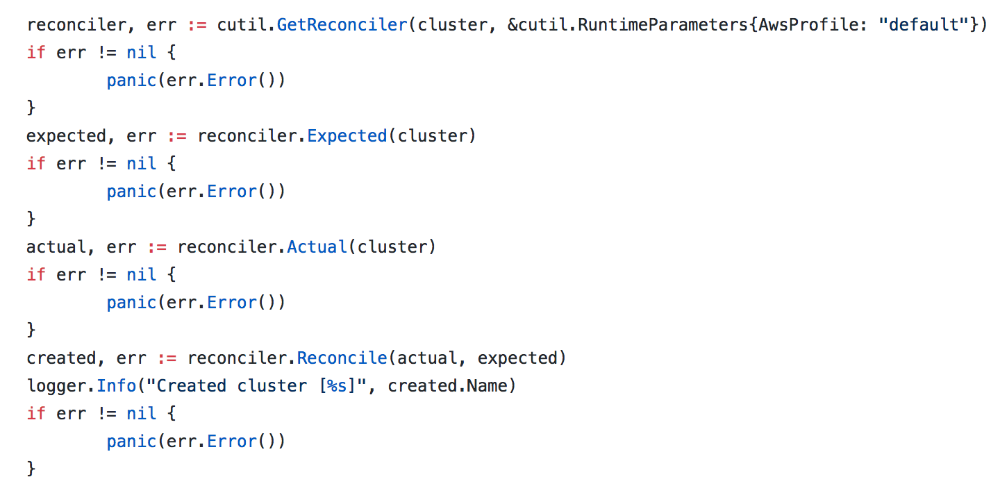 reconciler, err := cutil.GetReconciler(cluster, &cutil.RuntimeParameters{AwsProfile: "default"})
if err != nil {
        panic(err.Error())
}
expected, err := reconciler.Expected(cluster)
if err != nil {
        panic(err.Error())
}
actual, err := reconciler.Actual(cluster)
if err != nil {
        panic(err.Error())
}
created, err := reconciler.Reconcile(actual, expected)
logger.Info("Created cluster [%s]", created.Name)
if err != nil {
        panic(err.Error())
}